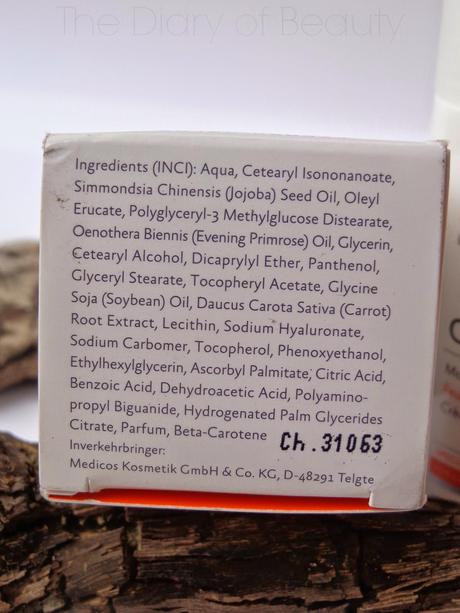 The Diary of Beauty
Ingredients (INCI): Aqua, Cetearyl Isononanoate,
Simmondsia Chinensis (Jojoba) Seed Oil, Oleyl
Erucate, Polyglyceryl-3 Methylglucose Distearate,
Oenothera Biennis (Evening Primrose) Oil, Glycerin,
Cetearyl Alcohol, Dicaprylyl Ether, Panthenol,
Glyceryl Stearate, Tocopheryl Acetate, Glycine
Soja (Soybean) Oil, Daucus Carota Sativa (Carrot)
Root Extract, Lecithin, Sodium Hyaluronate,
Sodium Carbomer, Tocopherol, Phenoxyethanol,
Ethylhexylglycerin, Ascorbyl Palmitate, Citric Acid,
Benzoic Acid, Dehydroacetic Acid, Polyamino-
propyl Biguanide, Hydrogenated Palm Glycerides
Citrate, Parfum, Beta-Carotene Ch. 31063
Inverkehrbringer:
Medicos Kosmetik GmbH & Co. KG, D-48291 Telgte